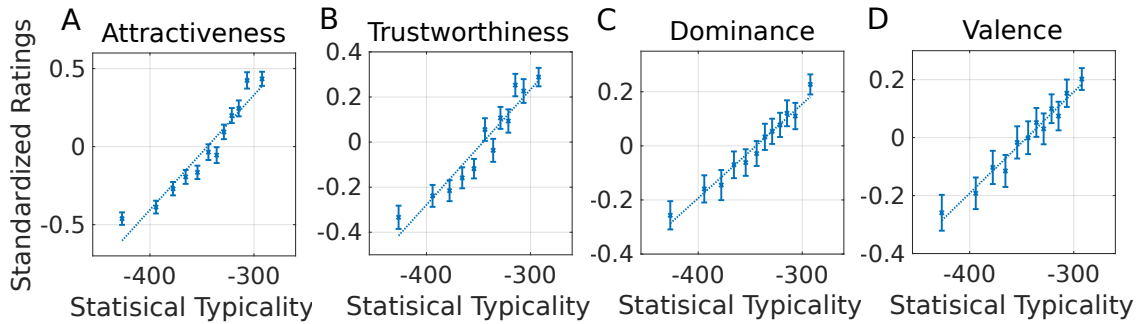 A Attractiveness
B Trustworthiness
C Dominance
D Valence
Standardized Ratings
0.5
0
-0.5
-400 -300
Statisical Typicality
0.4
0.2
0
-0.2
-0.4
-400 -300
Statisical Typicality
0.2
0
-0.2
-0.4
-400 -300
Statisical Typicality
0.2
0
-0.2
-0.4
-400 -300
Statisical Typicality